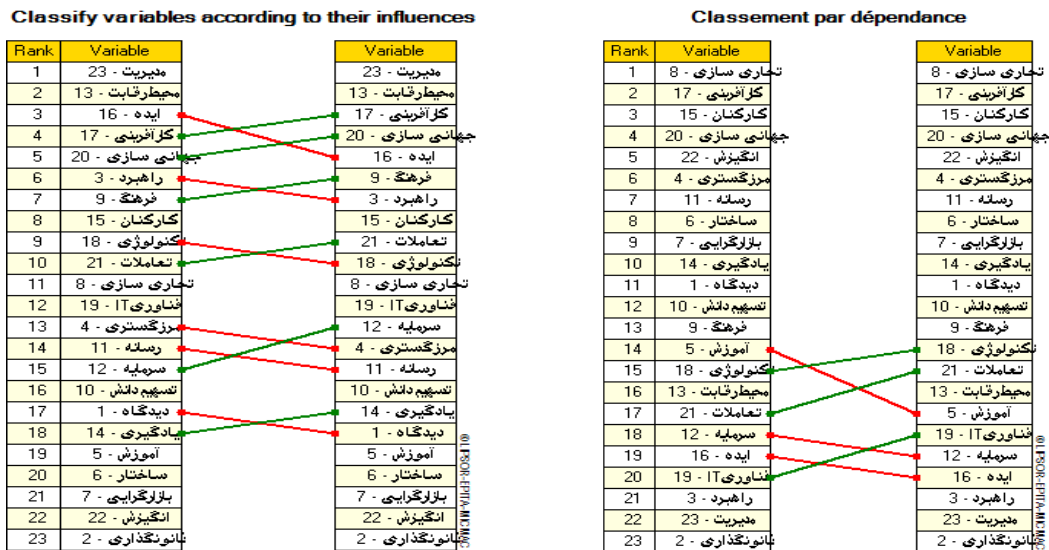 Classify variables according to their influences
Rank Variable Variable
1 23 - مدیریت 23 - مدیریت
2 13 - محیط‌رقابت 13 - محیط‌رقابت
3 16 - ایده 17 - کارآفرینی
4 17 - کارآفرینی 20 - جهانی سازی
5 20 - جهانی سازی 16 - ایده
6 3 - راهبرد 9 - فرهنگ
7 9 - فرهنگ 3 - راهبرد
8 15 - کارکنان 15 - کارکنان
9 18 - تکنولوژی 21 - تعاملات
10 21 - تعاملات 18 - تکنولوژی
11 8 - تجاری سازی 8 - تجاری سازی
12 19 - ITفناوری 19 - ITفناوری
13 4 - مرزگستری 12 - سرمایه
14 11 - رسانه 4 - مرزگستری
15 12 - سرمایه 11 - رسانه
16 10 - تسهیم‌دانش 10 - تسهیم‌دانش
17 1 - دیدگاه 14 - یادگیری
18 14 - یادگیری 1 - دیدگاه
19 5 - آموزش 5 - آموزش
20 6 - ساختار 6 - ساختار
21 7 - بازارگرایی 7 - بازارگرایی
22 22 - انگیزش 22 - انگیزش
23 2 - قانونگذاری 2 - قانونگذاری
© LIPSOR-EPITA-MICMAC
Classement par dépendance
Rank Variable Variable
1 8 - تجاری سازی 8 - تجاری سازی
2 17 - کارآفرینی 17 - کارآفرینی
3 15 - کارکنان 15 - کارکنان
4 20 - جهانی سازی 20 - جهانی سازی
5 22 - انگیزش 22 - انگیزش
6 4 - مرزگستری 4 - مرزگستری
7 11 - رسانه 11 - رسانه
8 6 - ساختار 6 - ساختار
9 7 - بازارگرایی 7 - بازارگرایی
10 14 - یادگیری 14 - یادگیری
11 1 - دیدگاه 1 - دیدگاه
12 10 - تسهیم‌دانش 10 - تسهیم‌دانش
13 9 - فرهنگ 9 - فرهنگ
14 5 - آموزش 18 - تکنولوژی
15 18 - تکنولوژی 21 - تعاملات
16 13 - محیط‌رقابت 13 - محیط‌رقابت
17 21 - تعاملات 5 - آموزش
18 12 - سرمایه 19 - ITفناوری
19 16 - ایده 12 - سرمایه
20 19 - ITفناوری 16 - ایده
21 3 - راهبرد 3 - راهبرد
22 23 - مدیریت 23 - مدیریت
23 2 - قانونگذاری 2 - قانونگذاری
© LIPSOR-EPITA-MICMAC